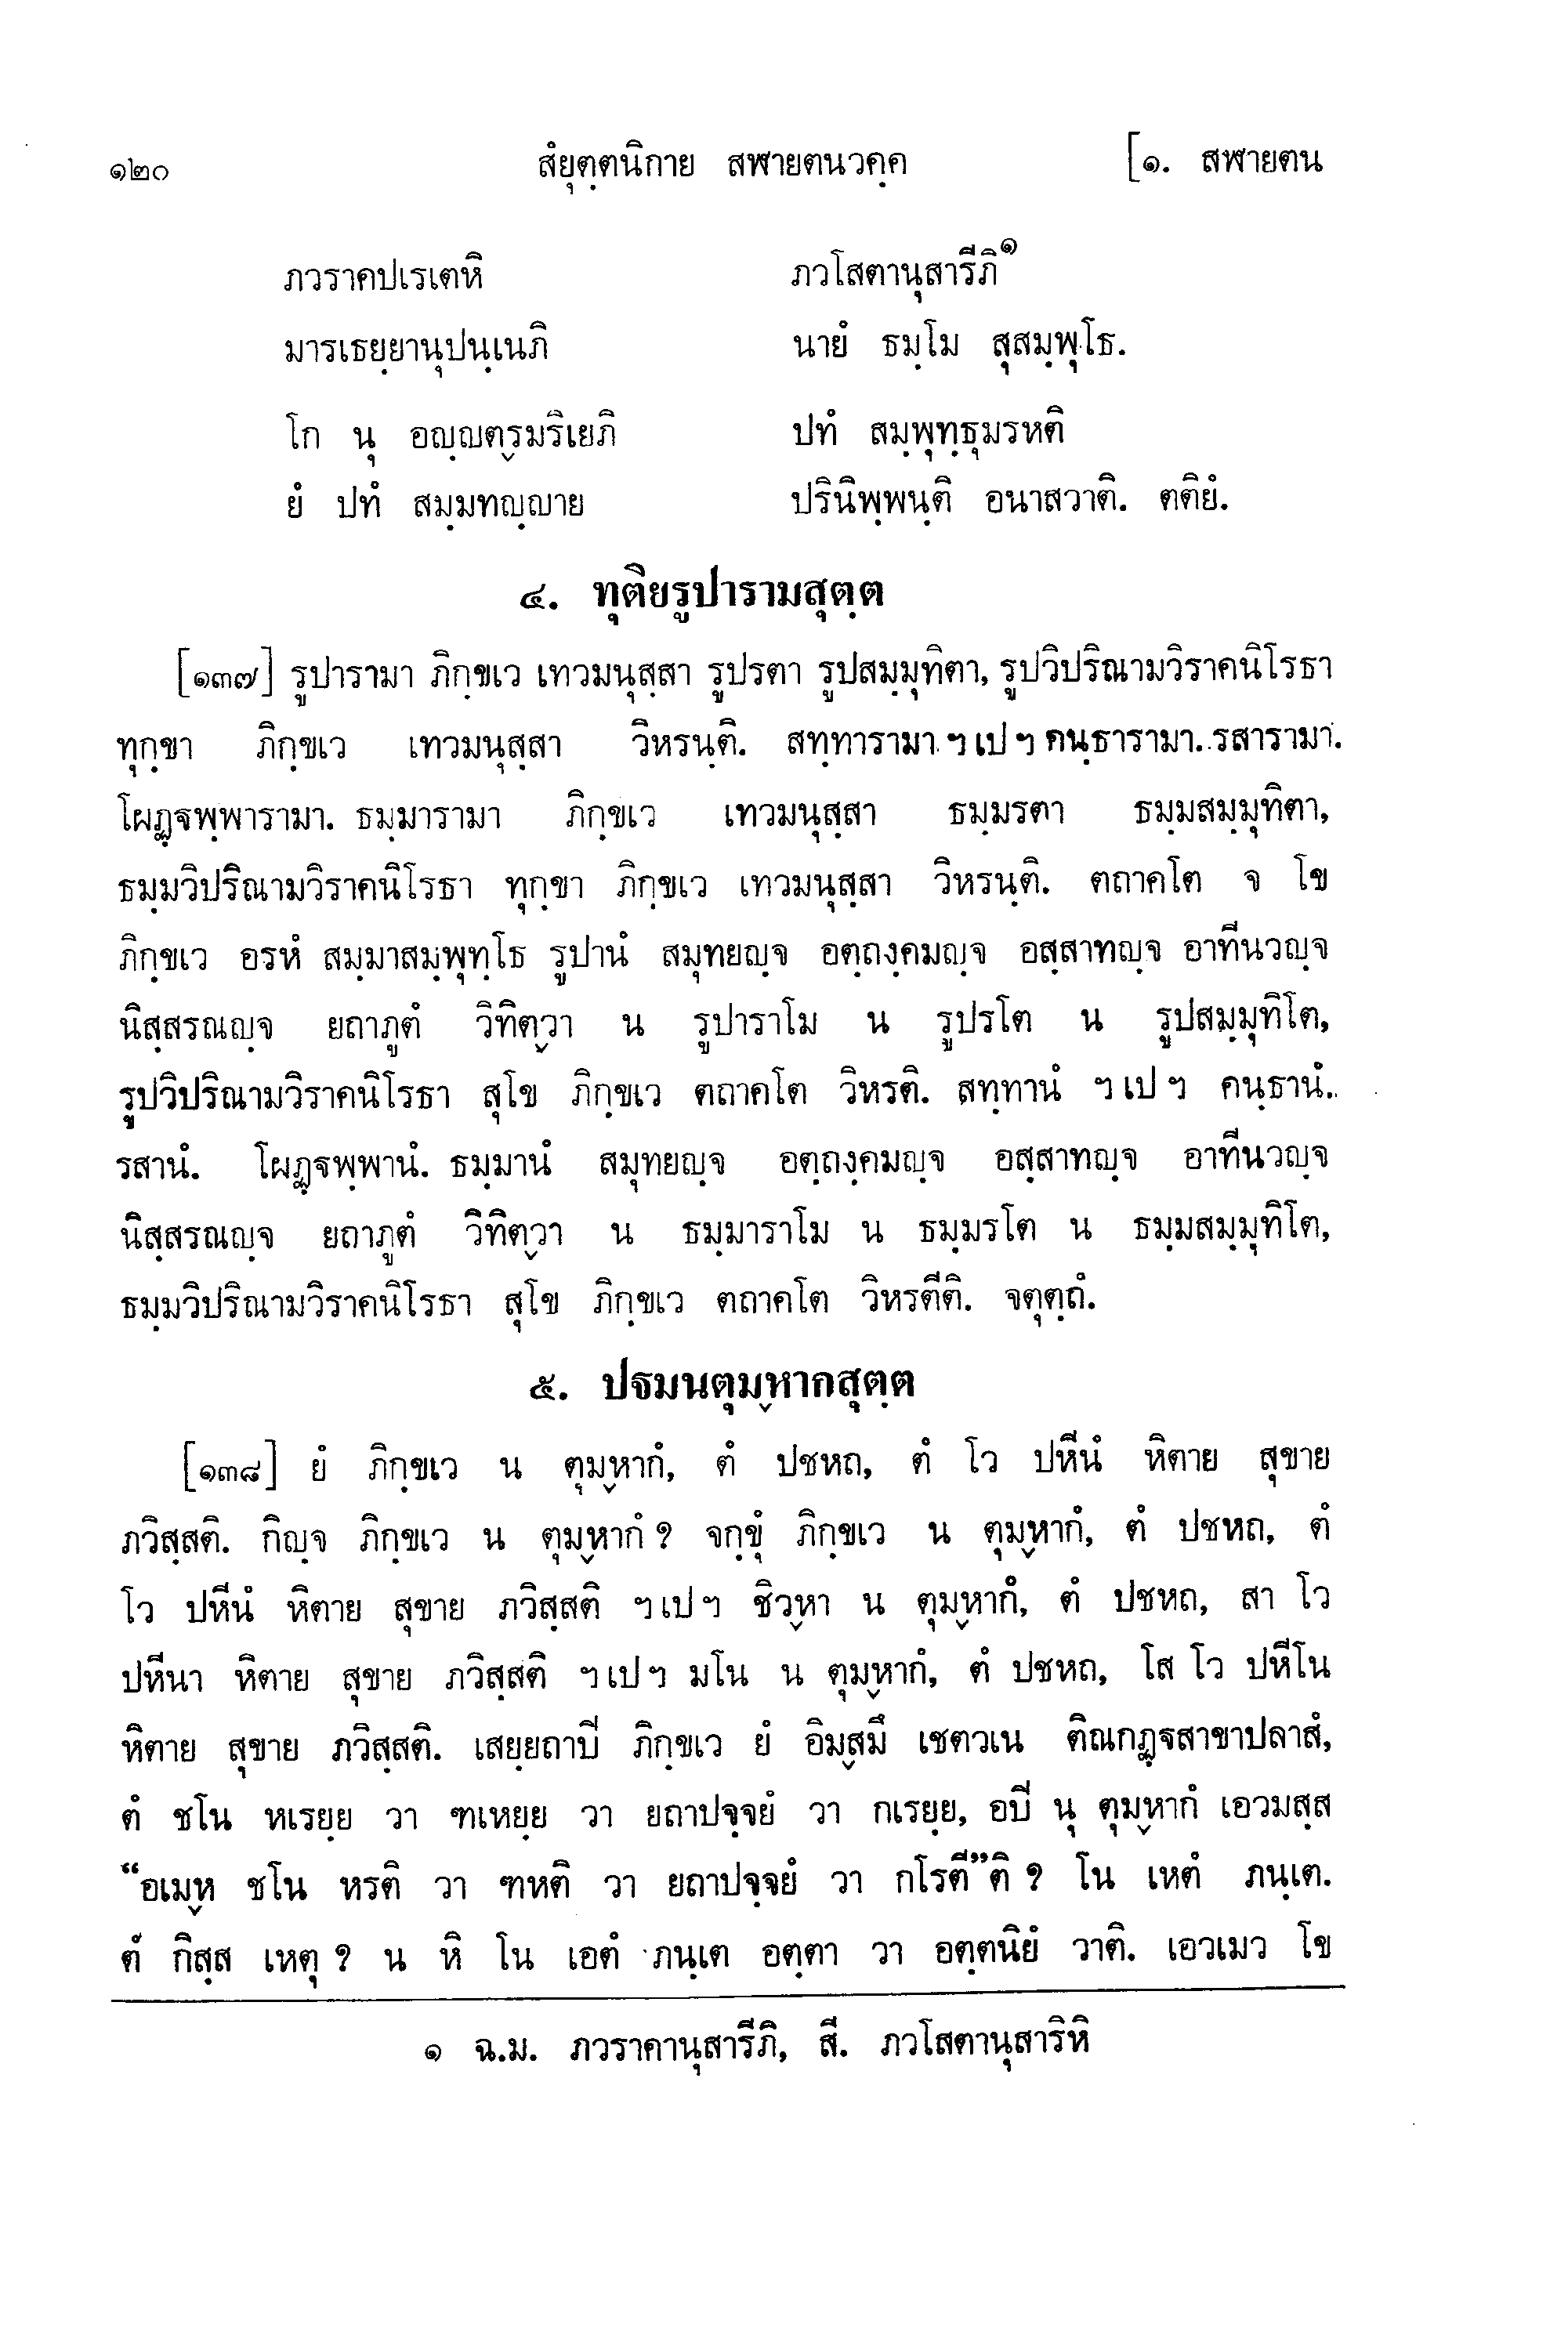 ๑๒๐ สํยุตฺตนิกาย สฬายตนวคฺค [๑. สฬายตน
ภวราคปเรเตหิ ภวโสตานุสารีภิ๑
มารเธยฺยานุปนฺเนภิ นายํ ธมฺโม สุสมฺพุโธ.
โก นุ อญฺญตฺรมริเยภิ ปทํ สมฺพุทฺธุมรหติ
ยํ ปทํ สมฺมทญฺญาย ปรินิพฺพนฺติ อนาสวาติ. ตติยํ.
๔. ทุติยรูปารามสุตฺต
[๑๓๗] รูปารามา ภิกฺขเว เทวมนุสฺสา รูปรตา รูปสมฺมุทิตา, รูปวิปริณามวิราคนิโรธา
ทุกฺขา ภิกฺขเว เทวมนุสฺสา วิหรนฺติ. สทฺทารามา ฯ เป ฯ คนฺธารามา. รสารามา.
โผฏฺฐพฺพารามา. ธมฺมารามา ภิกฺขเว เทวมนุสฺสา ธมฺมรตา ธมฺมสมฺมุทิตา,
ธมฺมวิปริณามวิราคนิโรธา ทุกฺขา ภิกฺขเว เทวมนุสฺสา วิหรนฺติ. ตถาคโต จ โข
ภิกฺขเว อรหํ สมฺมาสมฺพุทฺโธ รูปานํ สมุทยญฺจ อตฺถงฺคมญฺจ อสฺสาทญฺจ อาทีนวญฺจ
นิสฺสรณญฺจ ยถาภูตํ วิทิตฺวา น รูปาราโม น รูปรโต น รูปสมฺมุทิโต,
รูปวิปริณามวิราคนิโรธา สุโข ภิกฺขเว ตถาคโต วิหรติ. สทฺทานํ ฯ เป ฯ คนฺธานํ.
รสานํ. โผฏฺฐพฺพานํ. ธมฺมานํ สมุทยญฺจ อตฺถงฺคมญฺจ อสฺสาทญฺจ อาทีนวญฺจ
นิสฺสรณญฺจ ยถาภูตํ วิทิตฺวา น ธมฺมาราโม น ธมฺมรโต น ธมฺมสมฺมุทิโต,
ธมฺมวิปริณามวิราคนิโรธา สุโข ภิกฺขเว ตถาคโต วิหรตีติ. จตุตฺถํ.
๕. ปฐมนตุมฺหากสุตฺต
[๑๓๘] ยํ ภิกฺขเว น ตุมฺหากํ, ตํ ปชหถ, ตํ โว ปหีนํ หิตาย สุขาย
ภวิสฺสติ. กิญฺจ ภิกฺขเว น ตุมฺหากํ ? จกฺขุํ ภิกฺขเว น ตุมฺหากํ, ตํ ปชหถ, ตํ
โว ปหีนํ หิตาย สุขาย ภวิสฺสติ ฯ เป ฯ ชิวฺหา น ตุมฺหากํ, ตํ ปชหถ, สา โว
ปหีนา หิตาย สุขาย ภวิสฺสติ ฯ เป ฯ มโน น ตุมฺหากํ, ตํ ปชหถ, โส โว ปหีโน
หิตาย สุขาย ภวิสฺสติ. เสยฺยถาปิ ภิกฺขเว ยํ อิมสฺมึ เชตวเน ติณกฏฺฐสาขาปลาสํ,
ตํ ชโน หเรยฺย วา ฑเหยฺย วา ยถาปจฺจยํ วา กเรยฺย, อปิ นุ ตุมฺหากํ เอวมสฺส
“อเมฺห ชโน หรติ วา ฑหติ วา ยถาปจฺจยํ วา กโรตี”ติ ? โน เหตํ ภนฺเต.
ตํ กิสฺส เหตุ ? น หิ โน เอตํ ภนฺเต อตฺตา วา อตฺตนิยํ วาติ. เอวเมว โข
๑ ฉ.ม. ภวราคานุสารีภิ, สี. ภวโสตานุสาริหิ